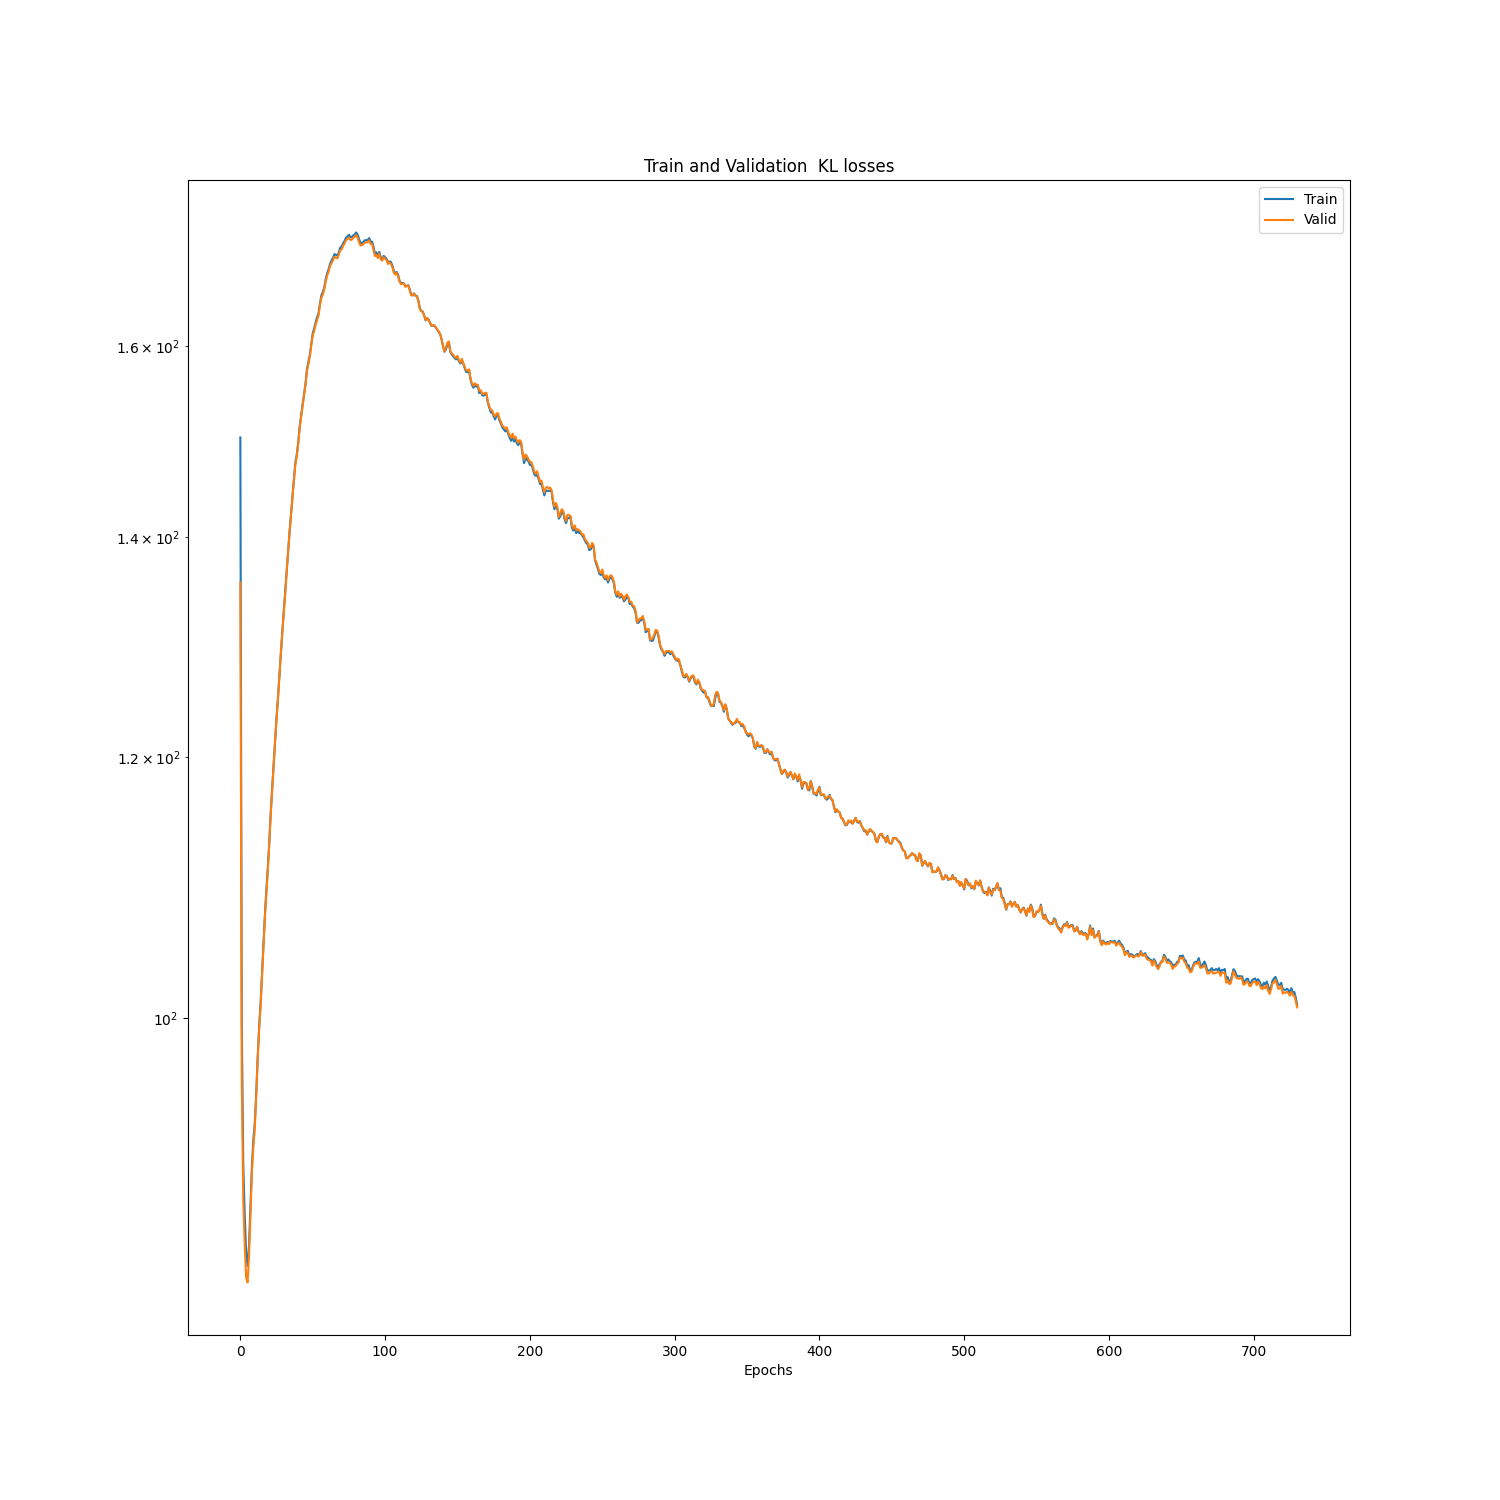 Train and Validation  KL losses
Train
Valid
1.6 × 10²
1.4 × 10²
1.2 × 10²
10²
0 100 200 300 400 500 600 700
Epochs